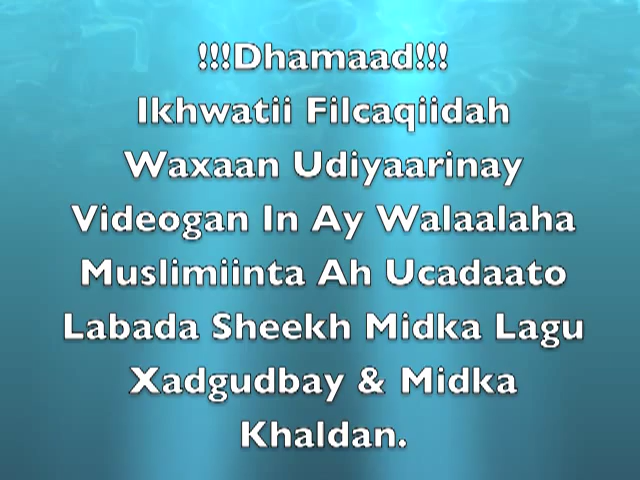 !!!Dhamaad!!!
Ikhwatii Filcaqiidah
Waxaan Udiyaarinay
Videogan In Ay Walaalaha
Muslimiinta Ah Ucadaato
Labada Sheekh Midka Lagu
Xadgudbay & Midka
Khaldan.